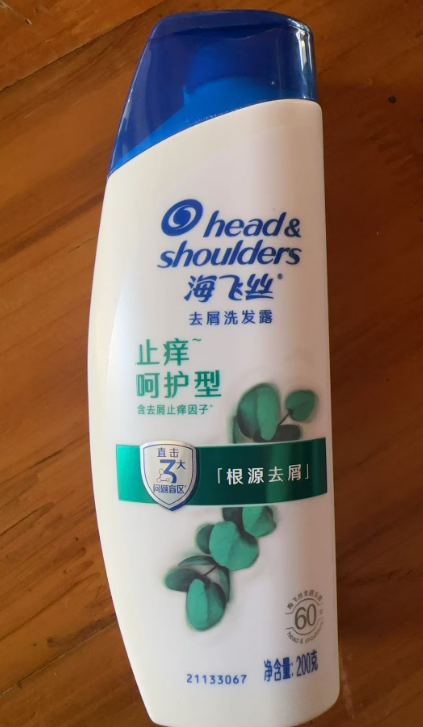 head&
shoulders
海飞丝®
去屑洗发露
止痒~
呵护型
含去屑止痒因子^
直击
3大
问题盲区
「根源去屑」
60
21133067
净含量:200克